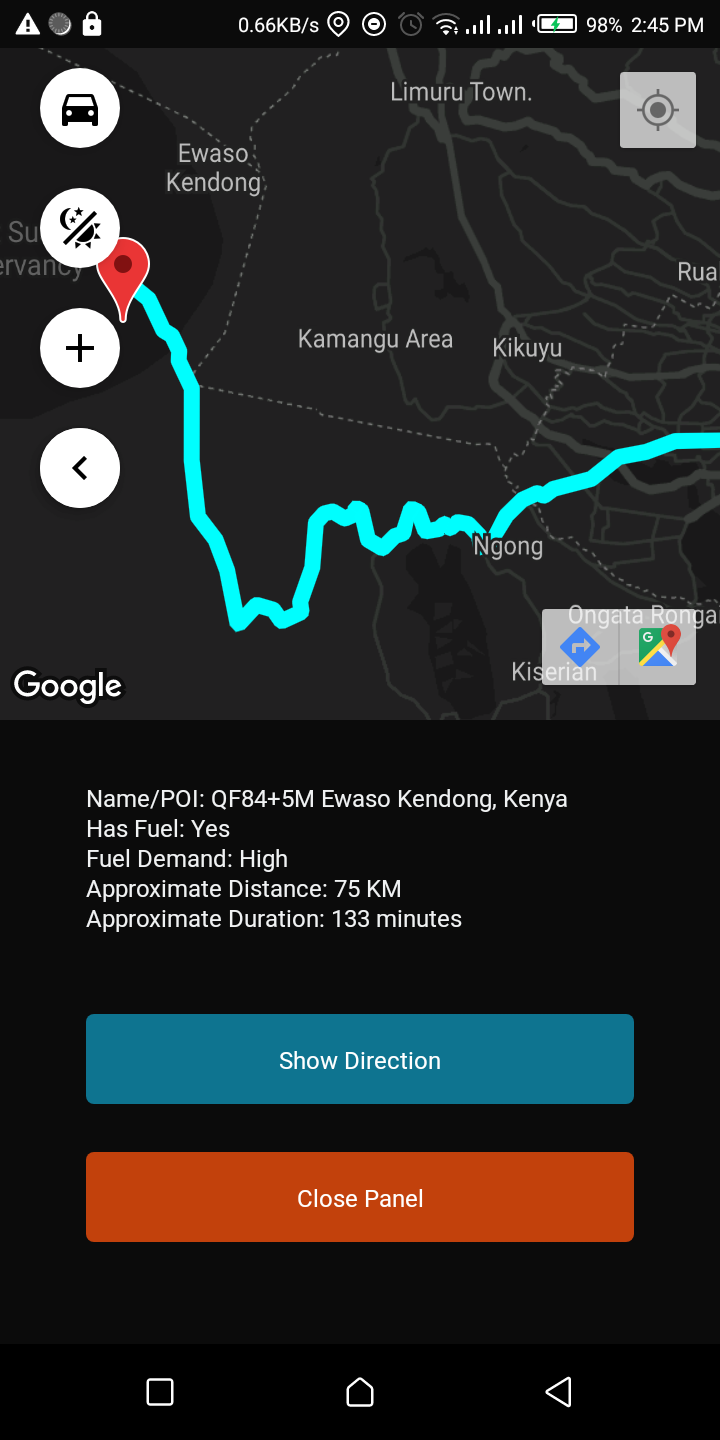 0.66KB/s 98% 2:45 PM
Limuru Town.
Ewaso
Kendong
Su
ervancy
Rua
Kamangu Area
Kikuyu
Ngong
Ongata Ronga
Kiserian
Google
G
Name/POI: QF84+5M Ewaso Kendong, Kenya
Has Fuel: Yes
Fuel Demand: High
Approximate Distance: 75 KM
Approximate Duration: 133 minutes
Show Direction
Close Panel